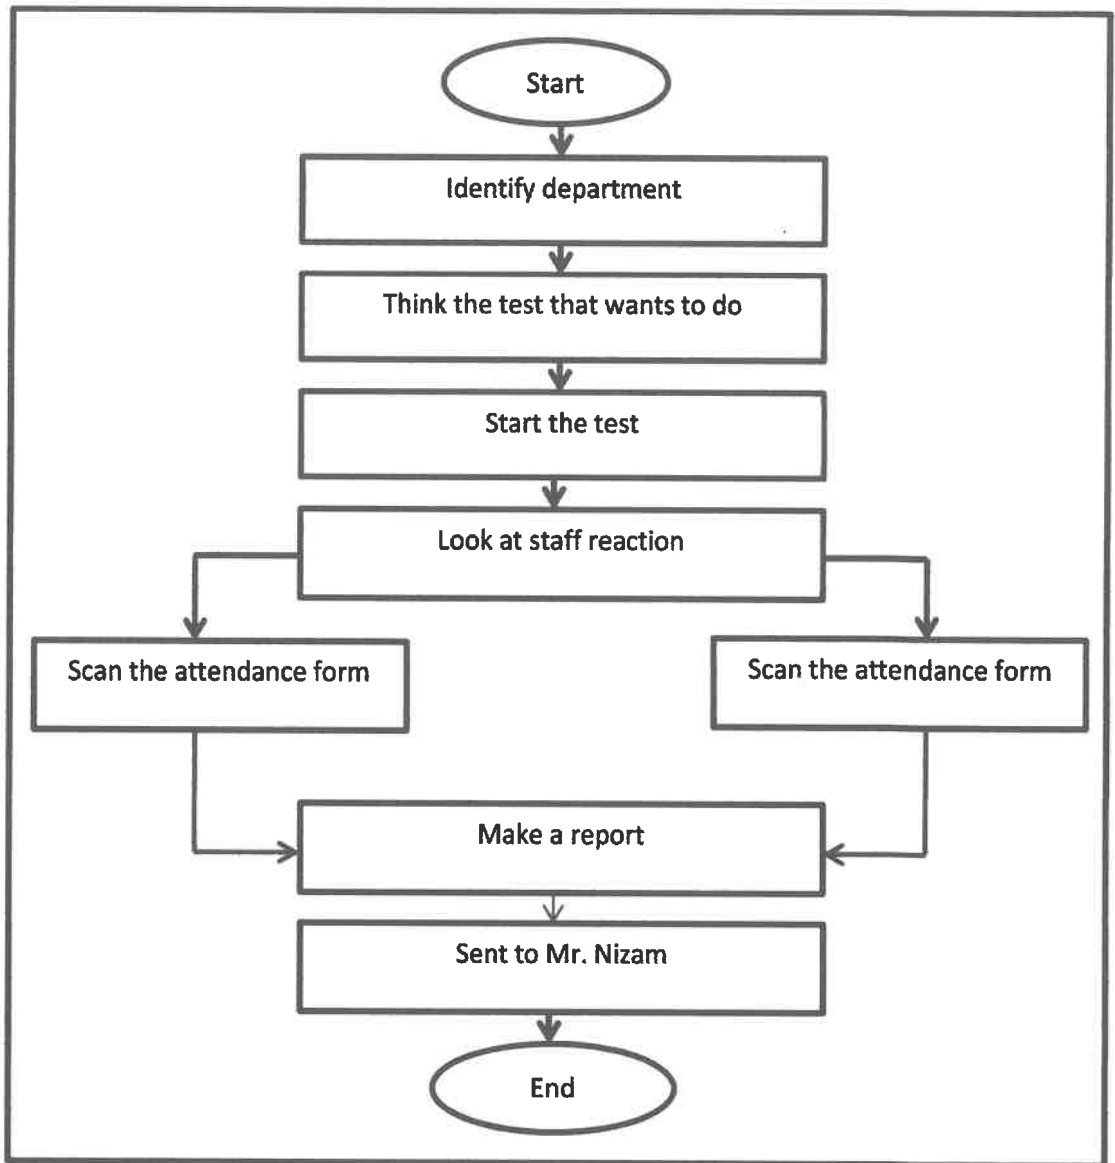 Start
Identify department
Think the test that wants to do
Start the test
Look at staff reaction
Scan the attendance form
Scan the attendance form
Make a report
Sent to Mr. Nizam
End